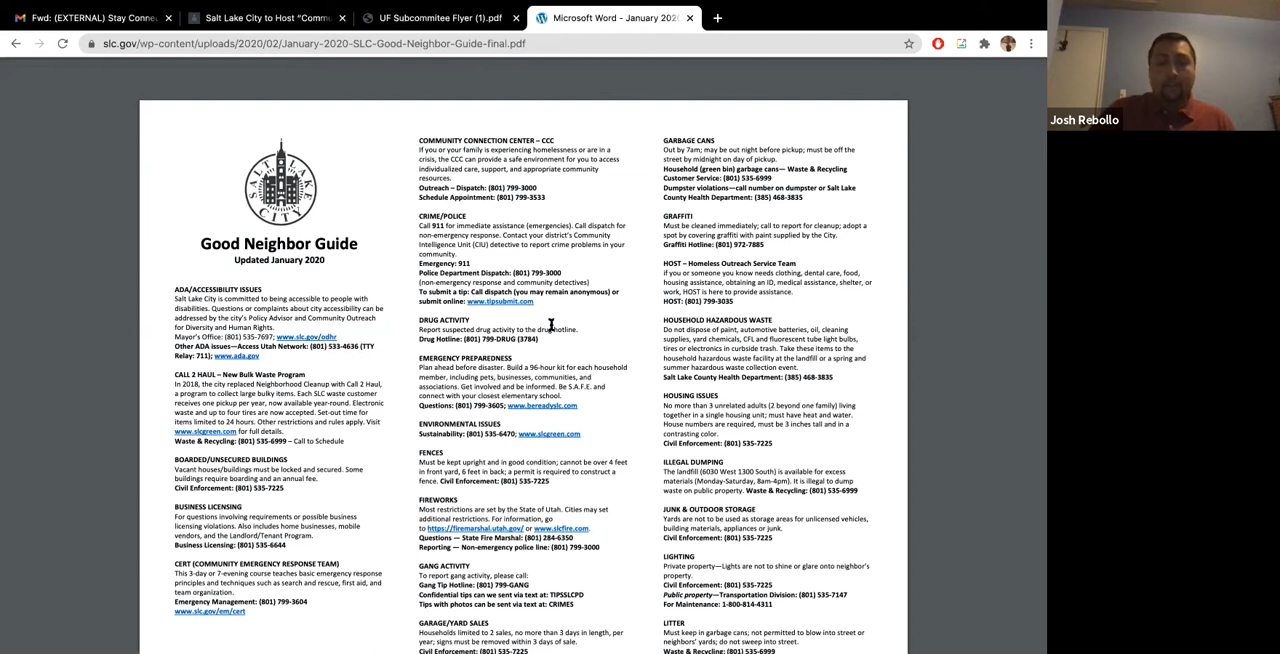 Fwd: (EXTERNAL) Stay Conne
Salt Lake City to Host "Commu
UF Subcommitee Flyer (1).pdf
Microsoft Word - January 202
slc.gov/wp-content/uploads/2020/02/January-2020-SLC-Good-Neighbor-Guide-final.pdf
Josh Rebollo
SALT LAKE CITY
Good Neighbor Guide
Updated January 2020
ADA/ACCESSIBILITY ISSUES
Salt Lake City is committed to being accessible to people with
disabilities. Questions or complaints about city accessibility can be
addressed by the city's Policy Advisor and Community Outreach
for Diversity and Human Rights.
Mayor's Office: (801) 535-7697; www.slc.gov/odhr
Other ADA issues—Access Utah Network: (801) 533-4636 (TTY
Relay: 711); www.ada.gov
CALL 2 HAUL – New Bulk Waste Program
In 2018, the city replaced Neighborhood Cleanup with Call 2 Haul,
a program to collect large bulky items. Each SLC waste customer
receives one pickup per year, now available year-round. Electronic
waste and up to four tires are now accepted. Set-out time for
items limited to 24 hours. Other restrictions and rules apply. Visit
www.slcgreen.com for full details.
Waste & Recycling: (801) 535-6999 – Call to Schedule
BOARDED/UNSECURED BUILDINGS
Vacant houses/buildings must be locked and secured. Some
buildings require boarding and an annual fee.
Civil Enforcement: (801) 535-7225
BUSINESS LICENSING
For questions involving requirements or possible business
licensing violations. Also includes home businesses, mobile
vendors, and the Landlord/Tenant Program.
Business Licensing: (801) 535-6644
CERT (COMMUNITY EMERGENCY RESPONSE TEAM)
This 3-day or 7-evening course teaches basic emergency response
principles and techniques such as search and rescue, first aid, and
team organization.
Emergency Management: (801) 799-3604
www.slc.gov/em/cert
COMMUNITY CONNECTION CENTER – CCC
If you or your family is experiencing homelessness or are in a
crisis, the CCC can provide a safe environment for you to access
individualized care, support, and appropriate community
resources.
Outreach – Dispatch: (801) 799-3000
Schedule Appointment: (801) 799-3533
CRIME/POLICE
Call 911 for immediate assistance (emergencies). Call dispatch for
non-emergency response. Contact your district's Community
Intelligence Unit (CIU) detective to report crime problems in your
community.
Emergency: 911
Police Department Dispatch: (801) 799-3000
(non-emergency response and community detectives)
To submit a tip: Call dispatch (you may remain anonymous) or
submit online: www.tipsubmit.com
DRUG ACTIVITY
Report suspected drug activity to the drug hotline.
Drug Hotline: (801) 799-DRUG (3784)
EMERGENCY PREPAREDNESS
Plan ahead before disaster. Build a 96-hour kit for each household
member, including pets, businesses, communities, and
associations. Get involved and be informed. Be S.A.F.E. and
connect with your closest elementary school.
Questions: (801) 799-3605; www.bereadyslc.com
ENVIRONMENTAL ISSUES
Sustainability: (801) 535-6470; www.slcgreen.com
FENCES
Must be kept upright and in good condition; cannot be over 4 feet
in front yard, 6 feet in back; a permit is required to construct a
fence. Civil Enforcement: (801) 535-7225
FIREWORKS
Most restrictions are set by the State of Utah. Cities may set
additional restrictions. For information, go
to https://firemarshal.utah.gov/ or www.slcfire.com.
Questions — State Fire Marshal: (801) 284-6350
Reporting — Non-emergency police line: (801) 799-3000
GANG ACTIVITY
To report gang activity, please call:
Gang Tip Hotline: (801) 799-GANG
Confidential tips can we sent via text at: TIPSSLCPD
Tips with photos can be sent via text at: CRIMES
GARAGE/YARD SALES
Households limited to 2 sales, no more than 3 days in length, per
year; signs must be removed within 3 days of sale.
Civil Enforcement: (801) 535-7225
GARBAGE CANS
Out by 7am; may be out night before pickup; must be off the
street by midnight on day of pickup.
Household (green bin) garbage cans— Waste & Recycling
Customer Service: (801) 535-6999
Dumpster violations—call number on dumpster or Salt Lake
County Health Department: (385) 468-3835
GRAFFITI
Must be cleaned immediately; call to report for cleanup; adopt a
spot by covering graffiti with paint supplied by the City.
Graffiti Hotline: (801) 972-7885
HOST – Homeless Outreach Service Team
if you or someone you know needs clothing, dental care, food,
housing assistance, obtaining an ID, medical assistance, shelter, or
work, HOST is here to provide assistance.
HOST: (801) 799-3035
HOUSEHOLD HAZARDOUS WASTE
Do not dispose of paint, automotive batteries, oil, cleaning
supplies, yard chemicals, CFL and fluorescent tube light bulbs,
tires or electronics in curbside trash. Take these items to the
household hazardous waste facility at the landfill or a spring and
summer hazardous waste collection event.
Salt Lake County Health Department: (385) 468-3835
HOUSING ISSUES
No more than 3 unrelated adults (2 beyond one family) living
together in a single housing unit; must have heat and water.
House numbers are required, must be 3 inches tall and in a
contrasting color.
Civil Enforcement: (801) 535-7225
ILLEGAL DUMPING
The landfill (6030 West 1300 South) is available for excess
materials (Monday-Saturday, 8am-4pm). It is illegal to dump
waste on public property. Waste & Recycling: (801) 535-6999
JUNK & OUTDOOR STORAGE
Yards are not to be used as storage areas for unlicensed vehicles,
building materials, appliances or junk.
Civil Enforcement: (801) 535-7225
LIGHTING
Private property—Lights are not to shine or glare onto neighbor's
property.
Civil Enforcement: (801) 535-7225
Public property—Transportation Division: (801) 535-7147
For Maintenance: 1-800-814-4311
LITTER
Must keep in garbage cans; not permitted to blow into street or
neighbors' yards; do not sweep into street.
Waste & Recycling: (801) 535-6999